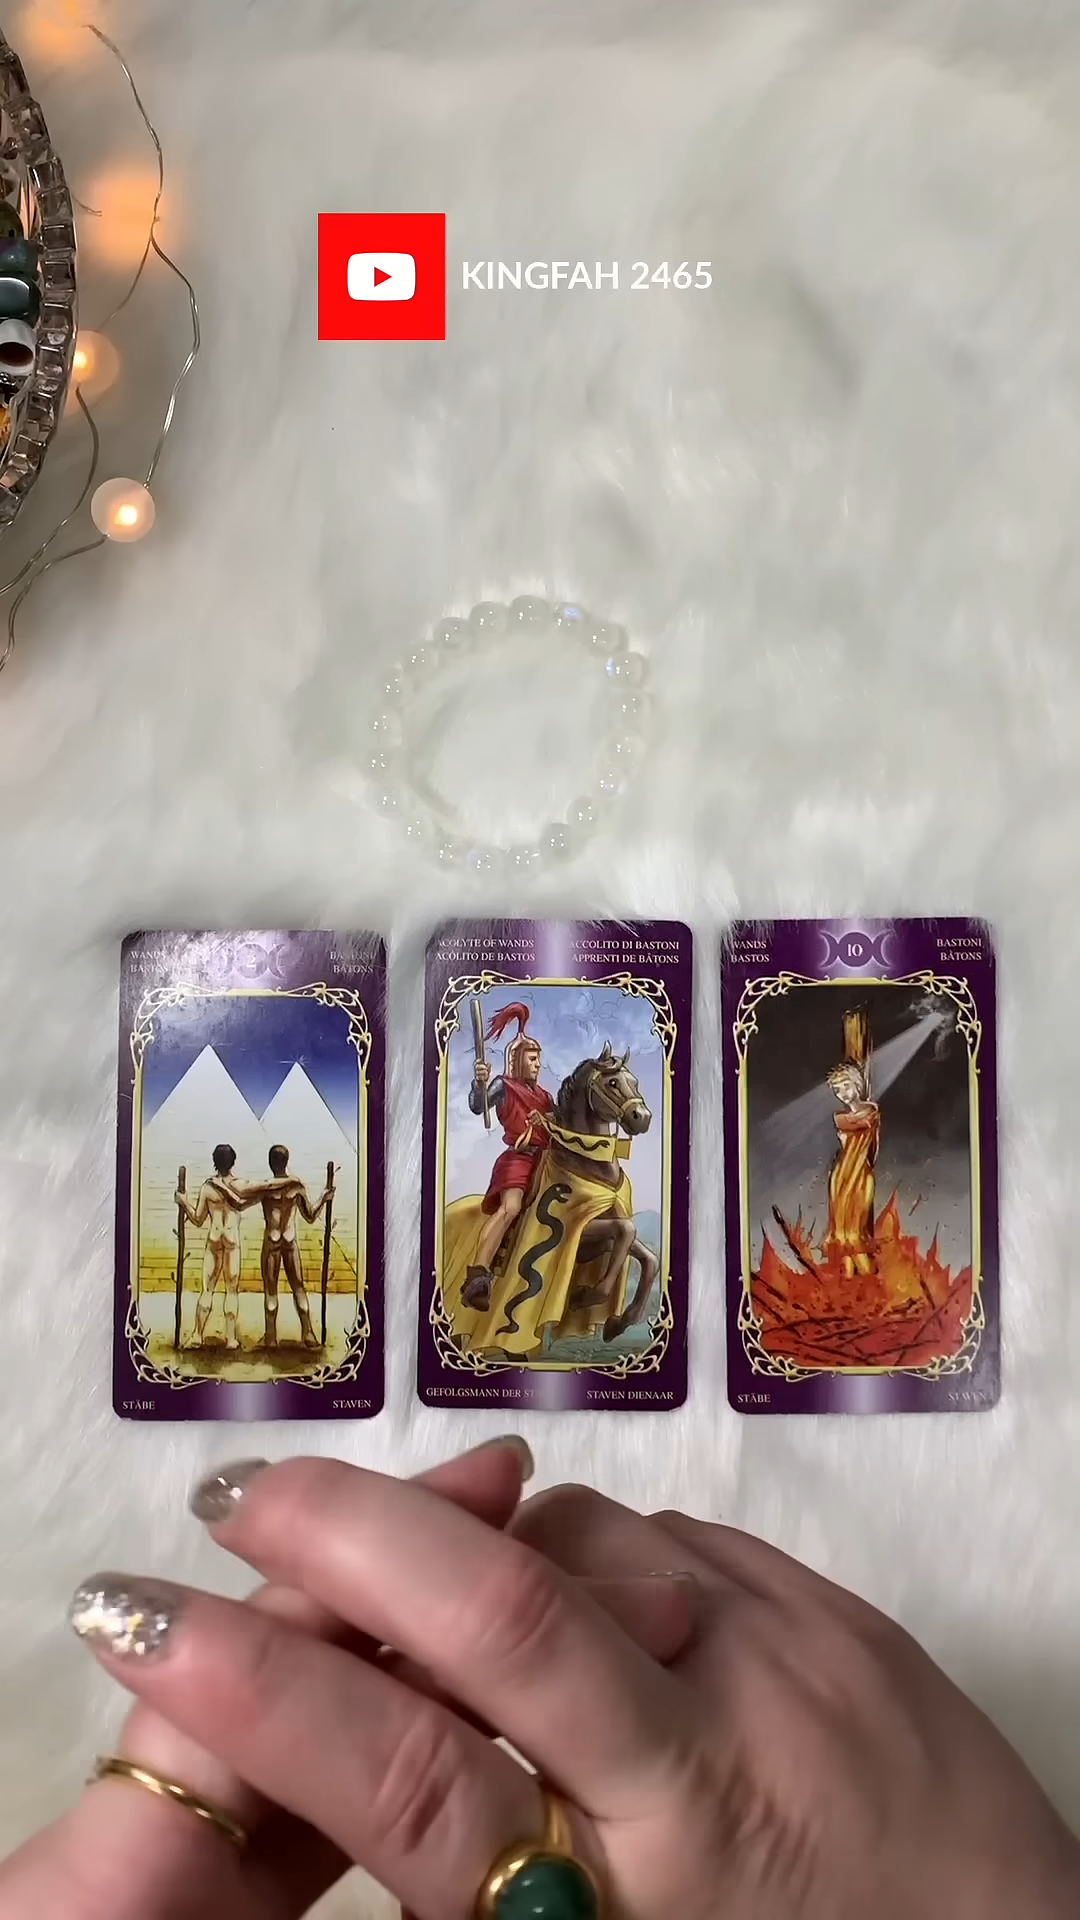 KINGFAH 2465
WANDS
BASTOS
BASTONI
BÂTONS
STÄBE
STAVEN
ACOLYTE OF WANDS
ACÓLITO DE BASTOS
ACCOLITO DI BASTONI
APPRENTI DE BÂTONS
GEFOLGSMANN DER
STAVEN DIENAAR
WANDS
BASTOS
10
BASTONI
BÂTONS
STÄBE
STAVEN